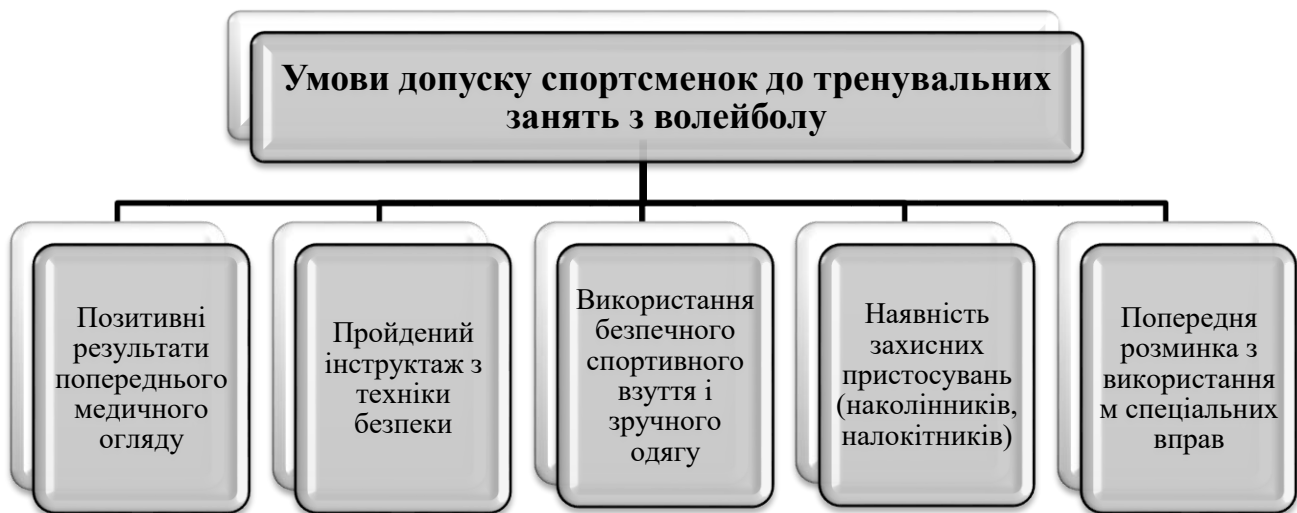 Умови допуску спортсменок до тренувальних
занять з волейболу
Позитивні
результати
попереднього
медичного
огляду
Пройдений
інструктаж з
техніки
безпеки
Використання
безпечного
спортивного
взуття і
зручного
одягу
Наявність
захисних
пристосувань
(наколінників,
налокітників)
Попередня
розминка з
використання
м спеціальних
вправ